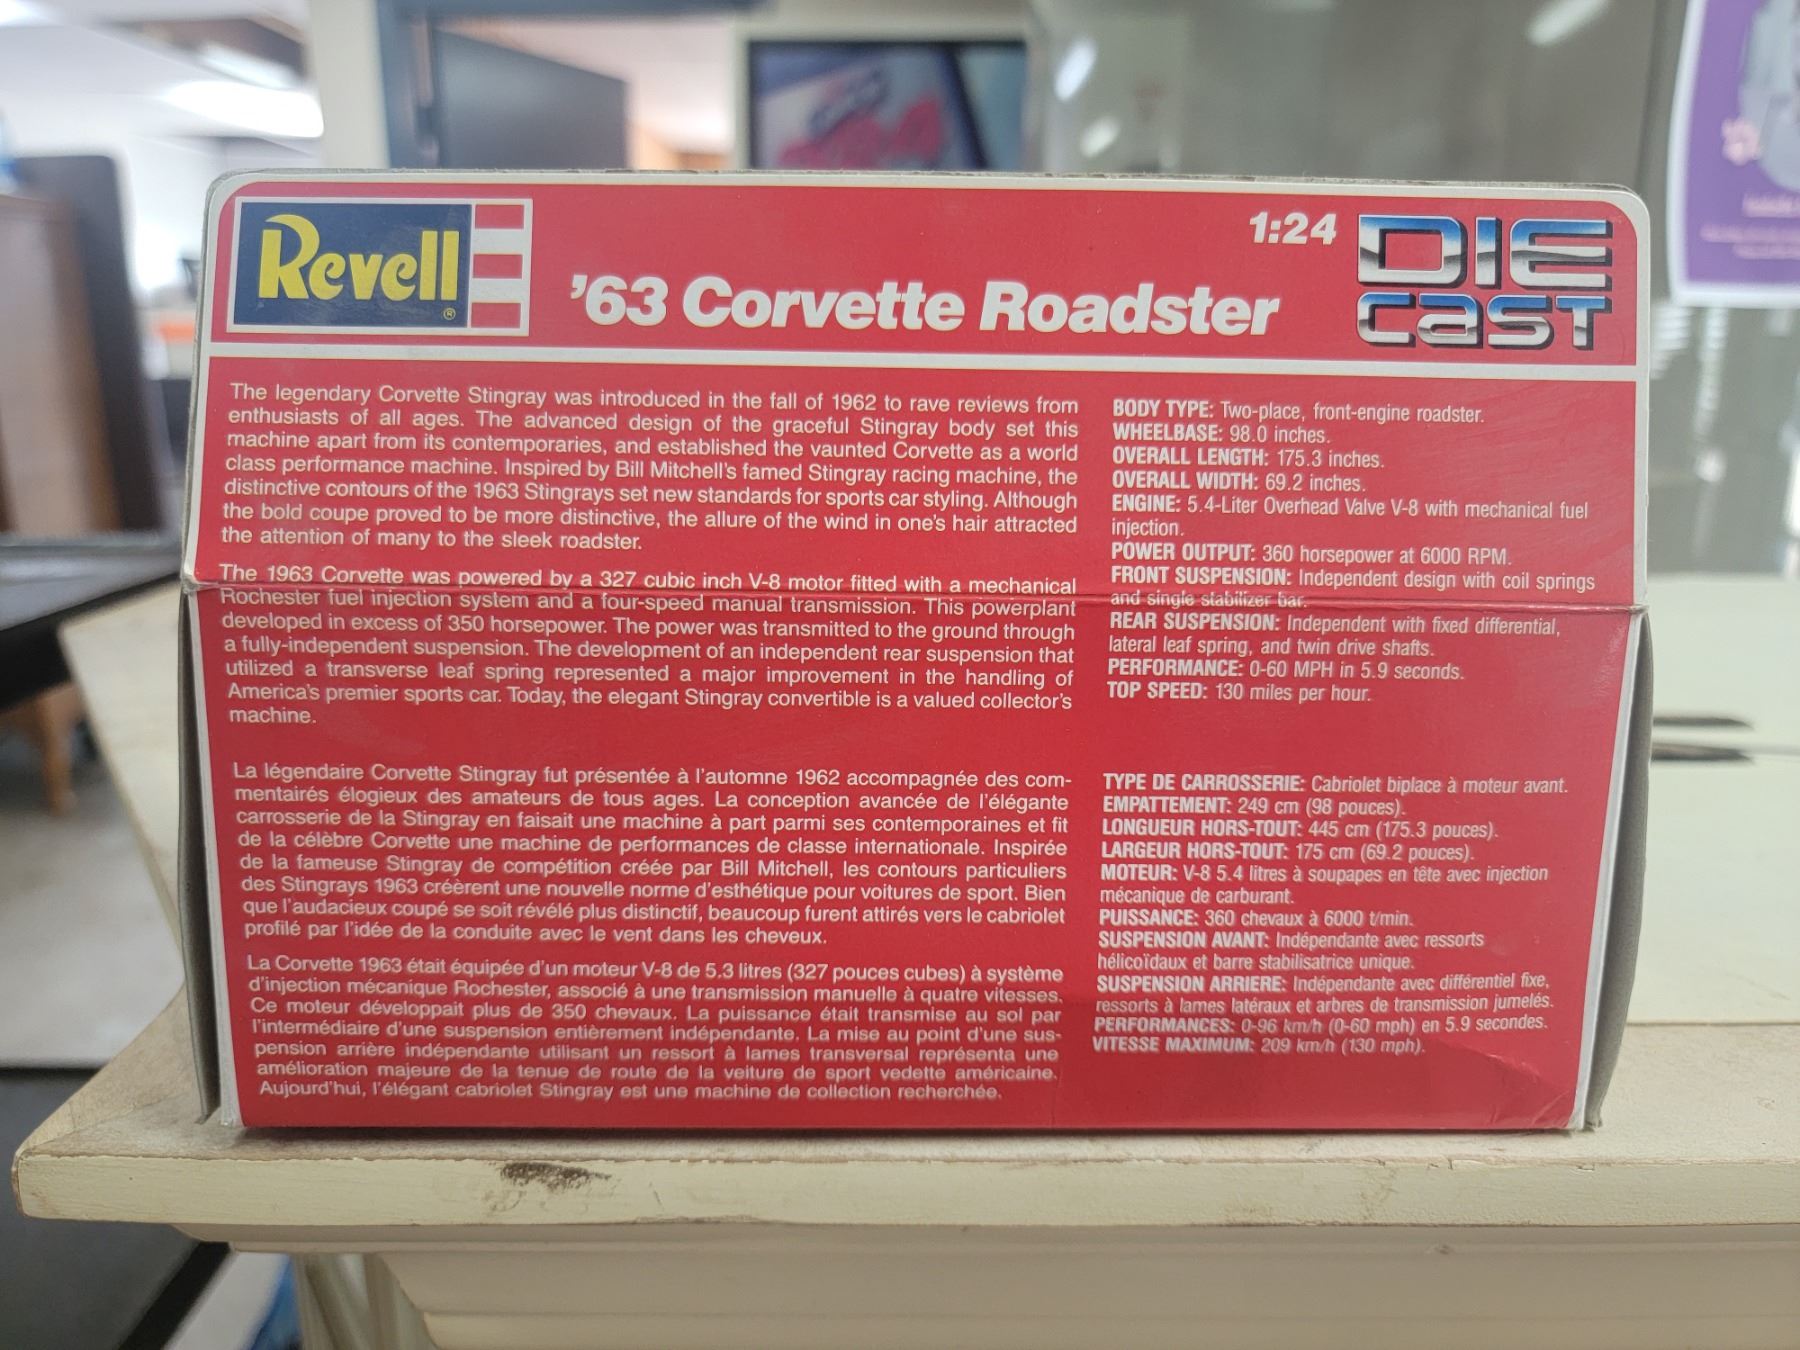 Revell®
'63 Corvette Roadster
1:24
DIE
CAST
The legendary Corvette Stingray was introduced in the fall of 1962 to rave reviews from
enthusiasts of all ages. The advanced design of the graceful Stingray body set this
machine apart from its contemporaries, and established the vaunted Corvette as a world
class performance machine. Inspired by Bill Mitchell's famed Stingray racing machine, the
distinctive contours of the 1963 Stingrays set new standards for sports car styling. Although
the bold coupe proved to be more distinctive, the allure of the wind in one's hair attracted
the attention of many to the sleek roadster.
The 1963 Corvette was powered by a 327 cubic inch V-8 motor fitted with a mechanical
Rochester fuel injection system and a four-speed manual transmission. This powerplant
developed in excess of 350 horsepower. The power was transmitted to the ground through
a fully-independent suspension. The development of an independent rear suspension that
utilized a transverse leaf spring represented a major improvement in the handling of
America's premier sports car. Today, the elegant Stingray convertible is a valued collector's
machine.
BODY TYPE: Two-place, front-engine roadster.
WHEELBASE: 98.0 inches.
OVERALL LENGTH: 175.3 inches.
OVERALL WIDTH: 69.2 inches.
ENGINE: 5.4-Liter Overhead Valve V-8 with mechanical fuel
injection.
POWER OUTPUT: 360 horsepower at 6000 RPM.
FRONT SUSPENSION: Independent design with coil springs
and single stabilizer bar.
REAR SUSPENSION: Independent with fixed differential,
lateral leaf spring, and twin drive shafts.
PERFORMANCE: 0-60 MPH in 5.9 seconds.
TOP SPEED: 130 miles per hour.
La légendaire Corvette Stingray fut présentée à l'automne 1962 accompagnée des com-
mentairés élogieux des amateurs de tous ages. La conception avancée de l'élégante
carrosserie de la Stingray en faisait une machine à part parmi ses contemporaines et fit
de la célèbre Corvette une machine de performances de classe internationale. Inspirée
de la fameuse Stingray de compétition créée par Bill Mitchell, les contours particuliers
des Stingrays 1963 créèrent une nouvelle norme d'esthétique pour voitures de sport. Bien
que l'audacieux coupé se soit révélé plus distinctif, beaucoup furent attirés vers le cabriolet
profilé par l'idée de la conduite avec le vent dans les cheveux.
La Corvette 1963 était équipée d'un moteur V-8 de 5.3 litres (327 pouces cubes) à système
d'injection mécanique Rochester, associé à une transmission manuelle à quatre vitesses.
Ce moteur développait plus de 350 chevaux. La puissance était transmise au sol par
l'intermédiaire d'une suspension entièrement indépendante. La mise au point d'une sus-
pension arrière indépendante utilisant un ressort à lames transversal représenta une
amélioration majeure de la tenue de route de la veiture de sport vedette américaine.
Aujourd'hui, l'élégant cabriolet Stingray est une machine de collection recherchée.
TYPE DE CARROSSERIE: Cabriolet biplace à moteur avant.
EMPATTEMENT: 249 cm (98 pouces).
LONGUEUR HORS-TOUT: 445 cm (175.3 pouces).
LARGEUR HORS-TOUT: 175 cm (69.2 pouces).
MOTEUR: V-8 5.4 litres à soupapes en tête avec injection
mécanique de carburant.
PUISSANCE: 360 chevaux à 6000 t/min.
SUSPENSION AVANT: Indépendante avec ressorts
hélicoïdaux et barre stabilisatrice unique.
SUSPENSION ARRIERE: Indépendante avec différentiel fixe,
ressorts à lames latéraux et arbres de transmission jumelés.
PERFORMANCES: 0-96 km/h (0-60 mph) en 5.9 secondes.
VITESSE MAXIMUM: 209 km/h (130 mph).